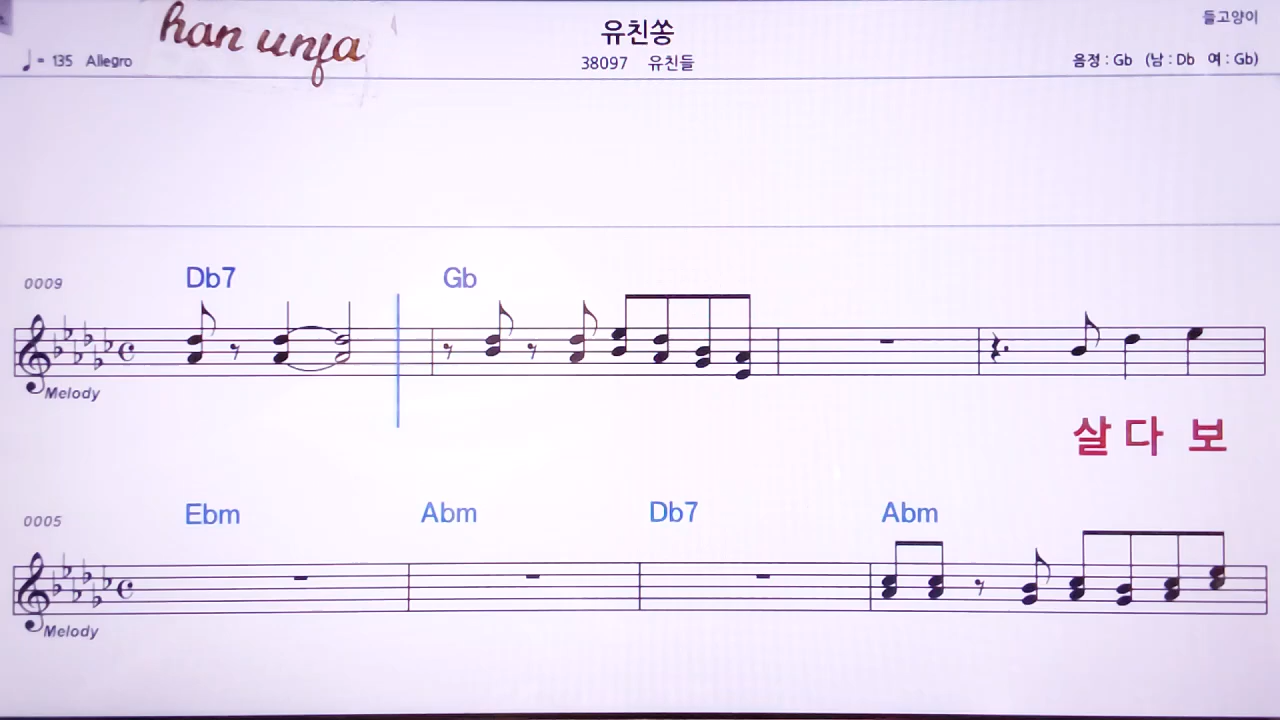 han unja
유친쏭
들고양이
♩= 135 Allegro
38097 유친들
음정 : Gb (남 : Db 여 : Gb)
0009
Db7 Gb
Melody
살 다 보
0005
Ebm Abm Db7 Abm
Melody